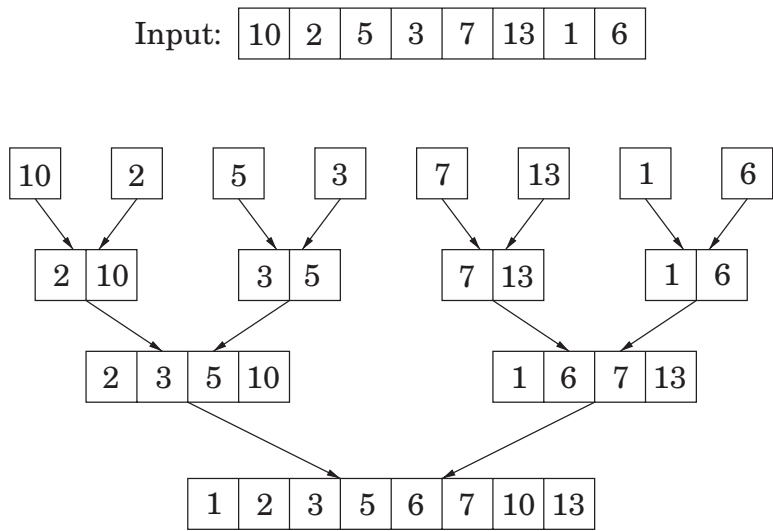 Input: 10 2 5 3 7 13 1 6
10 2 5 3 7 13 1 6
2 10 3 5 7 13 1 6
2 3 5 10 1 6 7 13
1 2 3 5 6 7 10 13